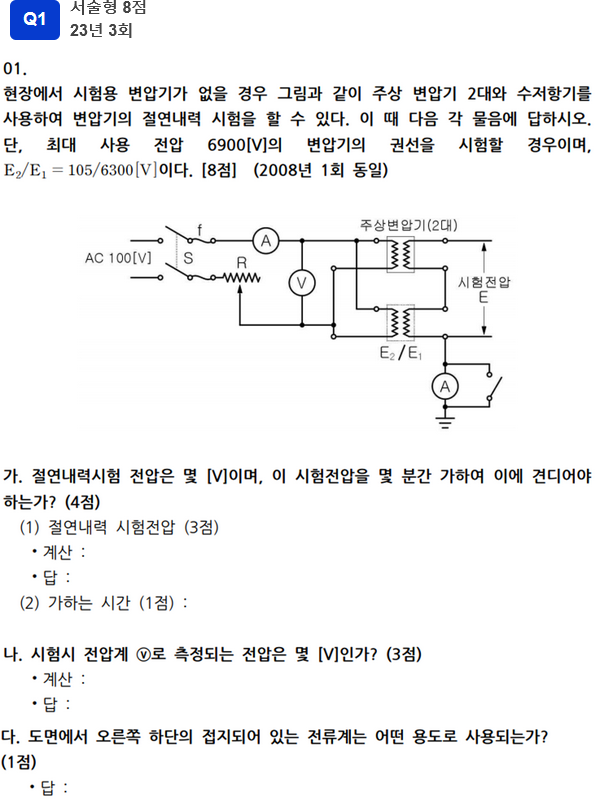 Q1
서술형 8점
23년 3회
01.
현장에서 시험용 변압기가 없을 경우 그림과 같이 주상 변압기 2대와 수저항기를
사용하여 변압기의 절연내력 시험을 할 수 있다. 이 때 다음 각 물음에 답하시오.
단, 최대 사용 전압 6900[V]의 변압기의 권선을 시험할 경우이며,
E₂/E₁ = 105/6300[V]이다. [8점] (2008년 1회 동일)
주상변압기(2대)
f
A
AC 100[V]
S
R
V
시험전압
E
E₂/E₁
A
가. 절연내력시험 전압은 몇 [V]이며, 이 시험전압을 몇 분간 가하여 이에 견디어야
하는가? (4점)
(1) 절연내력 시험전압 (3점)
• 계산 :
• 답 :
(2) 가하는 시간 (1점) :
나. 시험시 전압계 ⓥ로 측정되는 전압은 몇 [V]인가? (3점)
• 계산 :
• 답 :
다. 도면에서 오른쪽 하단의 접지되어 있는 전류계는 어떤 용도로 사용되는가?
(1점)
• 답 :